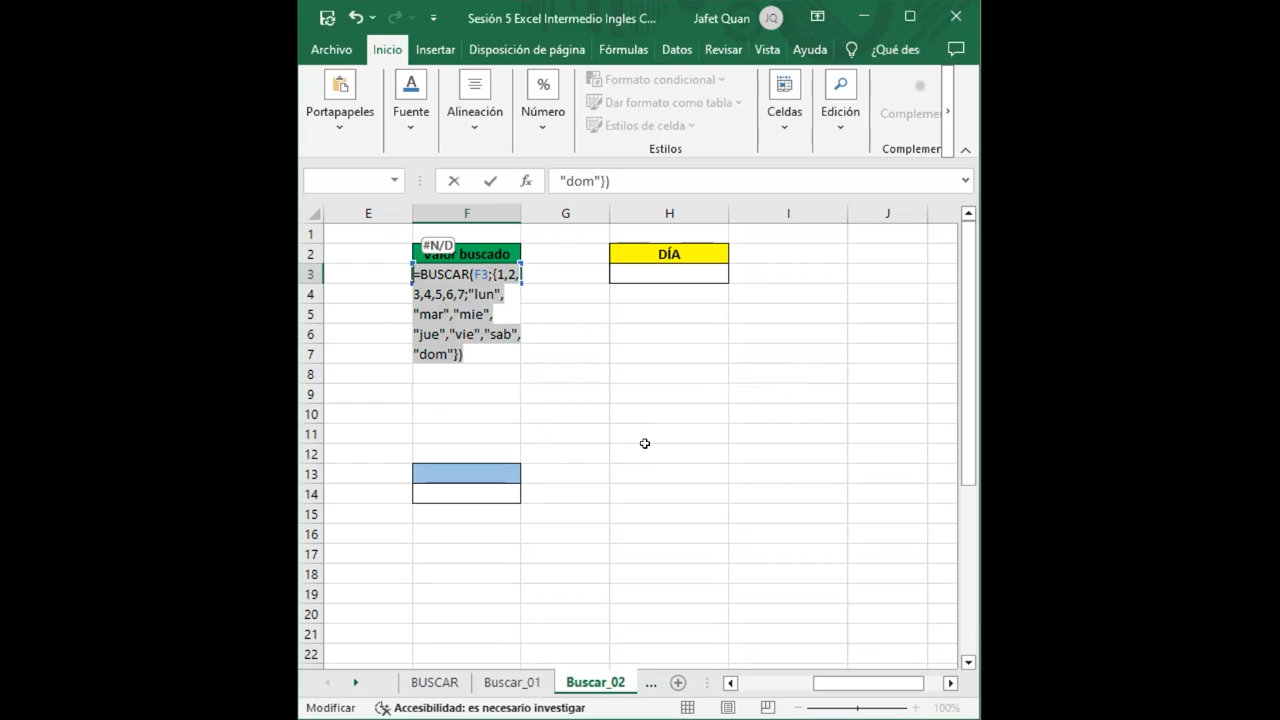 Sesión 5 Excel Intermedio Ingles C... Jafet Quan JQ
Archivo Inicio Insertar Disposición de página Fórmulas Datos Revisar Vista Ayuda ¿Qué des
Portapapeles Fuente Alineación % Número Formato condicional Celdas Edición Complemer
Dar formato como tabla
Estilos de celda
Estilos Complemer
fx "dom"})
E F G H I J
1
#N/D
2 Valor buscado DÍA
3 =BUSCAR(F3;{1,2,
4 3,4,5,6,7;"lun",
5 "mar","mie",
6 "jue","vie","sab",
7 "dom"})
8
9
10
11
12
13
14
15
16
17
18
19
20
21
22
BUSCAR Buscar_01 Buscar_02 ...
Modificar Accesibilidad: es necesario investigar 100%